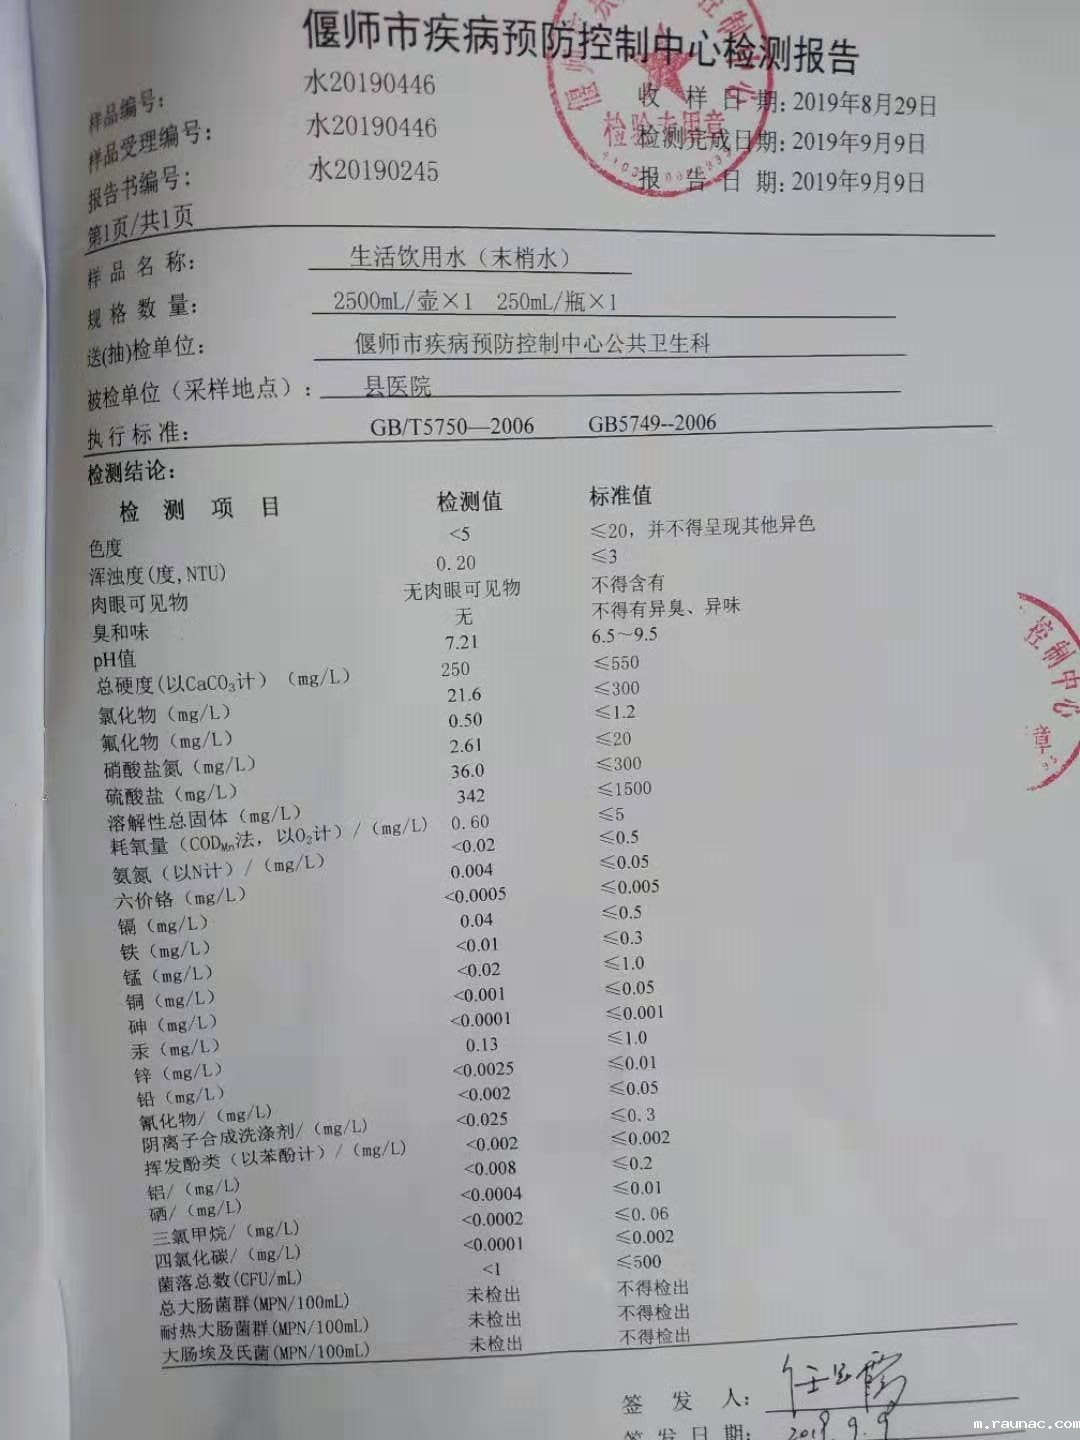 偃师市疾病预防控制中心检测报告
样品编号： 水20190446 收样日期：2019年8月29日
样品受理编号： 水20190446 检测完成日期：2019年9月9日
报告书编号： 水20190245 报告日期：2019年9月9日
第1页/共1页
检验专用章
样品名称： 生活饮用水（末梢水）
规格数量： 2500mL/壶×1 250mL/瓶×1
送(抽)检单位： 偃师市疾病预防控制中心公共卫生科
被检单位（采样地点）： 县医院
执行标准： GB/T5750—2006 GB5749--2006
检测结论：
检测项目 检测值 标准值
色度 <5 ≤20，并不得呈现其他异色
浑浊度(度,NTU) 0.20 ≤3
肉眼可见物 无肉眼可见物 不得含有
臭和味 无 不得有异臭、异味
pH值 7.21 6.5~9.5
总硬度(以CaCO3计）（mg/L） 250 ≤550
氯化物（mg/L） 21.6 ≤300
氟化物（mg/L） 0.50 ≤1.2
硝酸盐氮（mg/L） 2.61 ≤20
硫酸盐（mg/L） 36.0 ≤300
溶解性总固体（mg/L） 342 ≤1500
耗氧量（CODMn法，以O2计）/（mg/L） 0.60 ≤5
氨氮（以N计）/（mg/L） <0.02 ≤0.5
六价铬（mg/L） 0.004 ≤0.05
镉（mg/L） <0.0005 ≤0.005
铁（mg/L） 0.04 ≤0.5
锰（mg/L） <0.01 ≤0.3
铜（mg/L） <0.02 ≤1.0
砷（mg/L） <0.001 ≤0.05
汞（mg/L） <0.0001 ≤0.001
锌（mg/L） 0.13 ≤1.0
铅（mg/L） <0.0025 ≤0.01
氰化物/（mg/L） <0.002 ≤0.05
阴离子合成洗涤剂/（mg/L） <0.025 ≤0.3
挥发酚类（以苯酚计）/（mg/L） <0.002 ≤0.002
铝/（mg/L） <0.008 ≤0.2
硒/（mg/L） <0.0004 ≤0.01
三氯甲烷/（mg/L） <0.0002 ≤0.06
四氯化碳/（mg/L） <0.0001 ≤0.002
菌落总数(CFU/mL) <1 ≤500
总大肠菌群(MPN/100mL) 未检出 不得检出
耐热大肠菌群(MPN/100mL) 未检出 不得检出
大肠埃及氏菌(MPN/100mL) 未检出 不得检出
控制中心
章
签发人：
签发日期： 2019.9.9
m.raunac.com